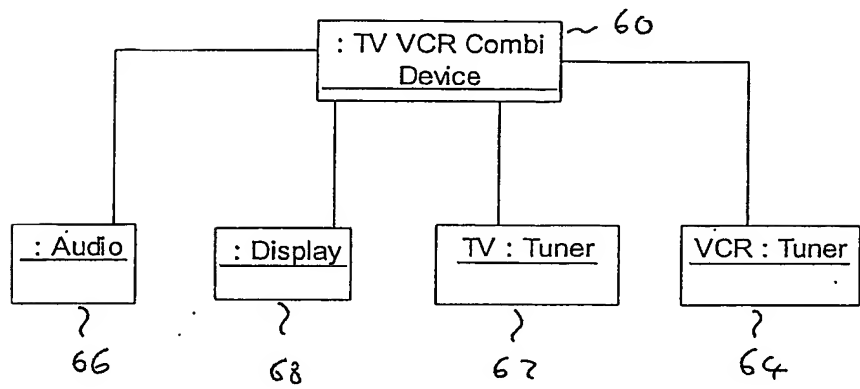 60
: TV VCR Combi
Device
: Audio
: Display
TV : Tuner
VCR : Tuner
66
68
62
64